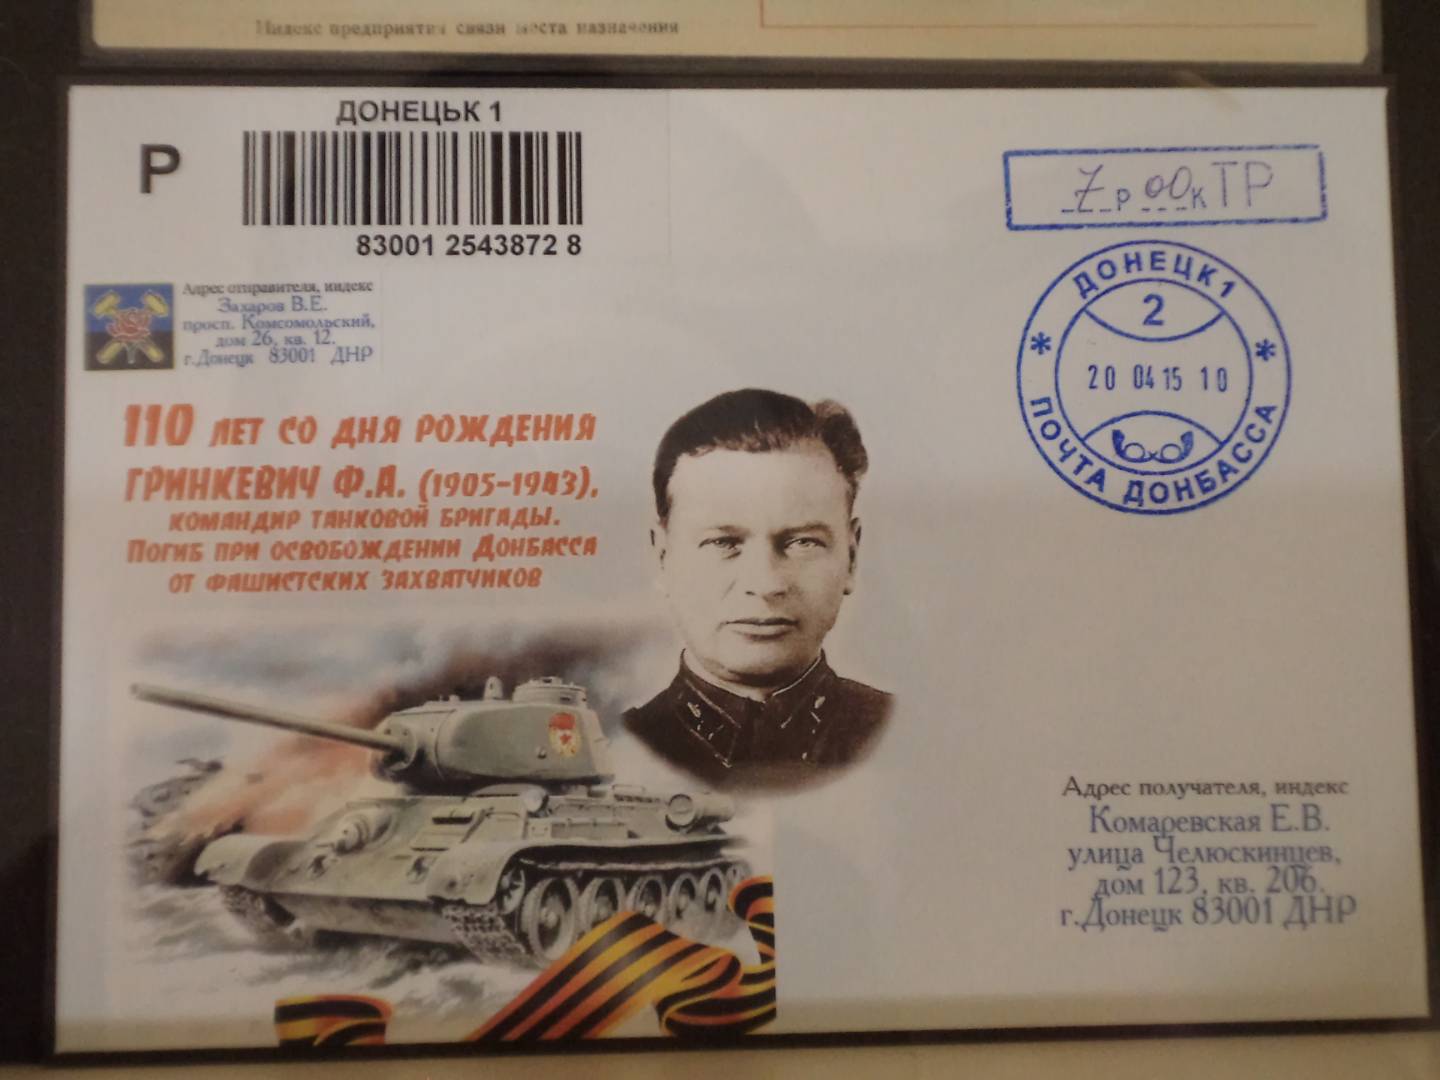 Индекс предприятия связи места назначения
ДОНЕЦЬК 1
Р
83001 2543872 8
7 Р 00 К ТР
ДОНЕЦК 1
2
20 04 15 10
ПОЧТА ДОНБАССА
Адрес отправителя, индекс
Захаров В.Е.
просп. Комсомольский,
дом 26, кв. 12.
г.Донецк 83001 ДНР
110 ЛЕТ СО ДНЯ РОЖДЕНИЯ
ГРИНКЕВИЧ Ф.А. (1905-1943),
КОМАНДИР ТАНКОВОЙ БРИГАДЫ.
ПОГИБ ПРИ ОСВОБОЖДЕНИИ ДОНБАССА
ОТ ФАШИСТСКИХ ЗАХВАТЧИКОВ
Адрес получателя, индекс
Комаревская Е.В.
улица Челюскинцев,
дом 123, кв. 206.
г.Донецк 83001 ДНР